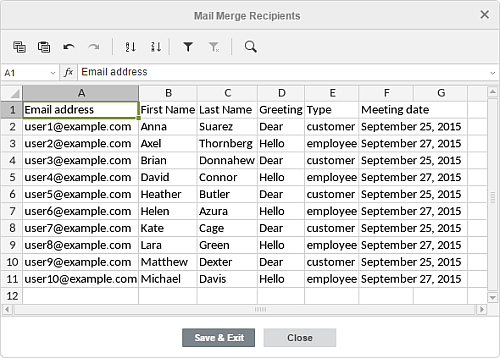 Mail Merge Recipients
A1 fx Email address
A B C D E F G
1 Email address First Name Last Name Greeting Type Meeting date
2 user1@example.com Anna Suarez Dear customer September 25, 2015
3 user2@example.com Axel Thornberg Hello employee September 27, 2015
4 user3@example.com Brian Donnahew Dear customer September 25, 2015
5 user4@example.com David Connor Hello employee September 27, 2015
6 user5@example.com Heather Butler Dear customer September 25, 2015
7 user6@example.com Helen Azura Hello employee September 27, 2015
8 user7@example.com Kate Cage Dear customer September 25, 2015
9 user8@example.com Lara Green Hello employee September 27, 2015
10 user9@example.com Matthew Dexter Dear customer September 25, 2015
11 user10@example.com Michael Davis Hello employee September 27, 2015
12
Save & Exit Close